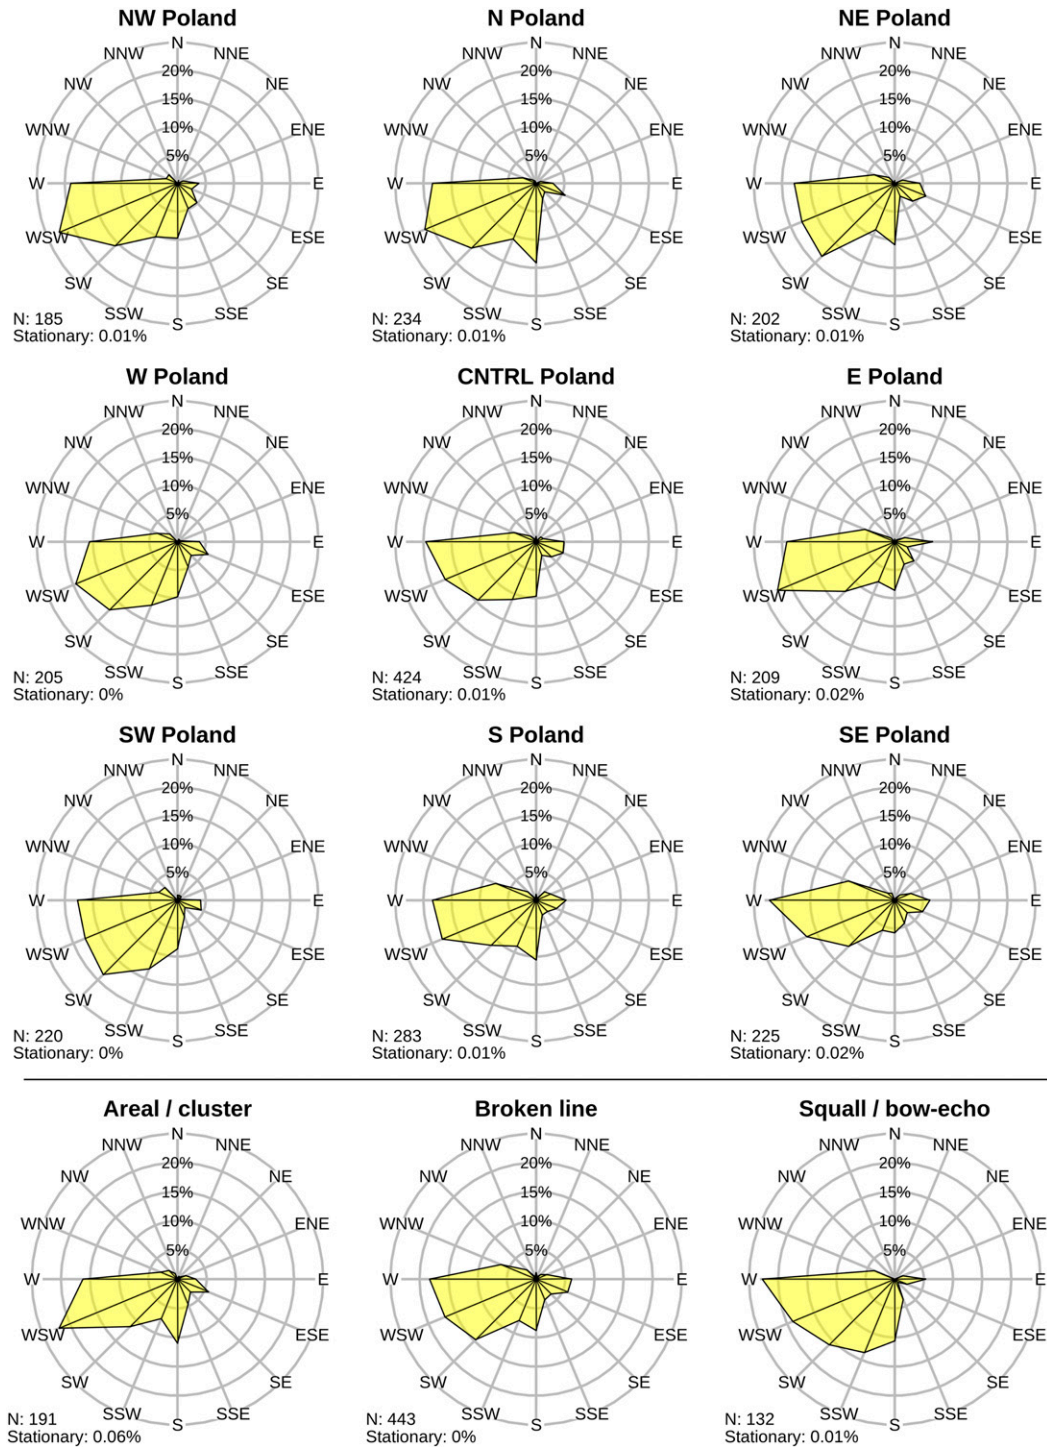 NW Poland
N
NNW
NNE
NW
20%
NE
15%
WNW
10%
ENE
5%
W
E
WSW
ESE
SW
SE
SSW
SSE
S
N: 185
Stationary: 0.01%
N Poland
N
NNW
NNE
NW
20%
NE
15%
WNW
10%
ENE
5%
W
E
WSW
ESE
SW
SE
SSW
SSE
S
N: 234
Stationary: 0.01%
NE Poland
N
NNW
NNE
NW
20%
NE
15%
WNW
10%
ENE
5%
W
E
WSW
ESE
SW
SE
SSW
SSE
S
N: 202
Stationary: 0.01%
W Poland
N
NNW
NNE
NW
20%
NE
15%
WNW
10%
ENE
5%
W
E
WSW
ESE
SW
SE
SSW
SSE
S
N: 205
Stationary: 0%
CNTRL Poland
N
NNW
NNE
NW
20%
NE
15%
WNW
10%
ENE
5%
W
E
WSW
ESE
SW
SE
SSW
SSE
S
N: 424
Stationary: 0.01%
E Poland
N
NNW
NNE
NW
20%
NE
15%
WNW
10%
ENE
5%
W
E
WSW
ESE
SW
SE
SSW
SSE
S
N: 209
Stationary: 0.02%
SW Poland
N
NNW
NNE
NW
20%
NE
15%
WNW
10%
ENE
5%
W
E
WSW
ESE
SW
SE
SSW
SSE
S
N: 220
Stationary: 0%
S Poland
N
NNW
NNE
NW
20%
NE
15%
WNW
10%
ENE
5%
W
E
WSW
ESE
SW
SE
SSW
SSE
S
N: 283
Stationary: 0.01%
SE Poland
N
NNW
NNE
NW
20%
NE
15%
WNW
10%
ENE
5%
W
E
WSW
ESE
SW
SE
SSW
SSE
S
N: 225
Stationary: 0.02%
Areal / cluster
N
NNW
NNE
NW
20%
NE
15%
WNW
10%
ENE
5%
W
E
WSW
ESE
SW
SE
SSW
SSE
S
N: 191
Stationary: 0.06%
Broken line
N
NNW
NNE
NW
20%
NE
15%
WNW
10%
ENE
5%
W
E
WSW
ESE
SW
SE
SSW
SSE
S
N: 443
Stationary: 0%
Squall / bow-echo
N
NNW
NNE
NW
20%
NE
15%
WNW
10%
ENE
5%
W
E
WSW
ESE
SW
SE
SSW
SSE
S
N: 132
Stationary: 0.01%